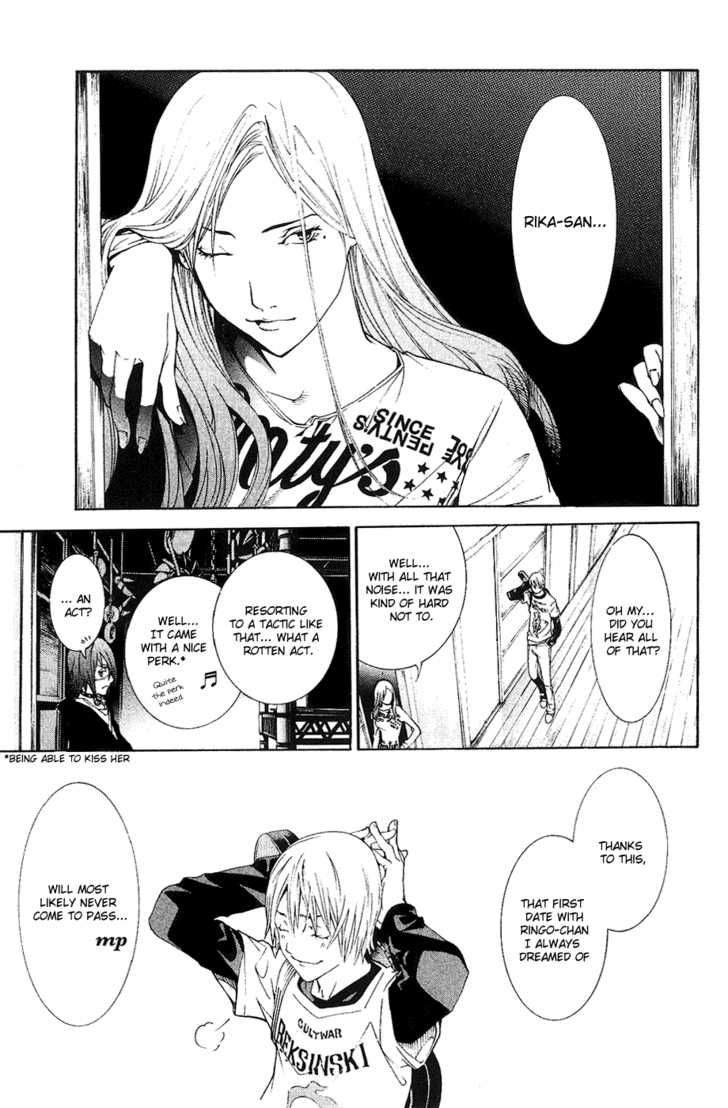 RIKA-SAN...
inty's
SINCE
PENTY'S
OH MY...
DID YOU
HEAR ALL
OF THAT?
WELL...
WITH ALL THAT
NOISE... IT WAS
KIND OF HARD
NOT TO.
RESORTING
TO A TACTIC LIKE
THAT... WHAT A
ROTTEN ACT.
WELL...
IT CAME
WITH A NICE
PERK.*
Quite
the perk
indeed
... AN
ACT?
*BEING ABLE TO KISS HER
THANKS
TO THIS,
THAT FIRST
DATE WITH
RINGO-CHAN
I ALWAYS
DREAMED OF
WILL MOST
LIKELY NEVER
COME TO PASS...
mp
CULTWAR
BEKSINSKI